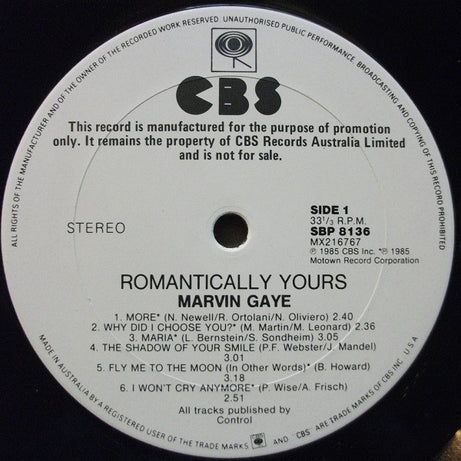 ALL RIGHTS OF THE MANUFACTURER AND OF THE OWNER OF THE RECORDED WORK RESERVED. UNAUTHORISED PUBLIC PERFORMANCE, BROADCASTING AND COPYING OF THIS RECORD PROHIBITED
CBS
This record is manufactured for the purpose of promotion
only. It remains the property of CBS Records Australia Limited
and is not for sale.
STEREO
SIDE 1
33 1/3 R.P.M.
SBP 8136
MX216767
℗ 1985 CBS Inc. *℗ 1985
Motown Record Corporation
ROMANTICALLY YOURS
MARVIN GAYE
1. MORE* (N. Newell/R. Ortolani/N. Oliviero) 2.40
2. WHY DID I CHOOSE YOU?* (M. Martin/M. Leonard) 2.36
3. MARIA* (L. Bernstein/S. Sondheim) 3.05
4. THE SHADOW OF YOUR SMILE (P.F. Webster/J. Mandel)
3.01
5. FLY ME TO THE MOON (In Other Words)* (B. Howard)
3.18
6. I WON'T CRY ANYMORE* (P. Wise/A. Frisch)
2.51
All tracks published by
Control
MADE IN AUSTRALIA BY A REGISTERED USER OF THE TRADE MARKS AND "CBS" ARE TRADE MARKS OF CBS INC. U.S.A.